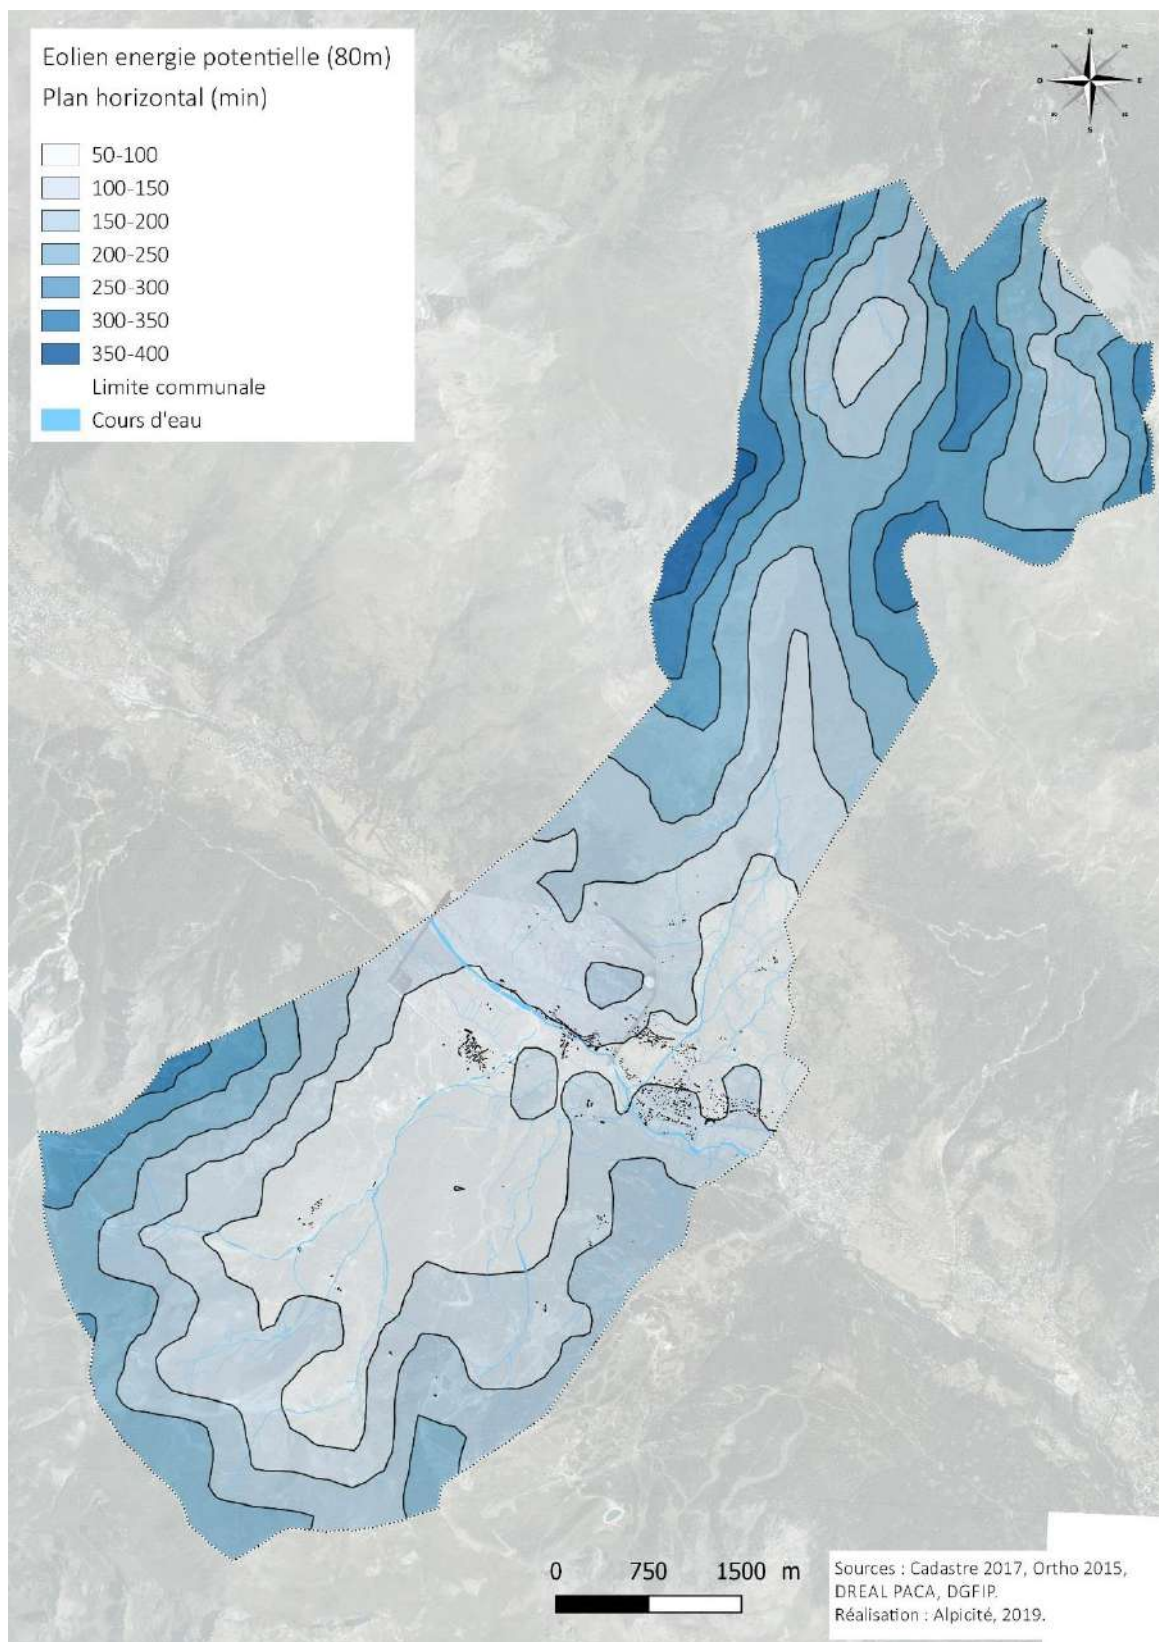 Eolien energie potentielle (80m)
Plan horizontal (min)
50-100
100-150
150-200
200-250
250-300
300-350
350-400
Limite communale
Cours d'eau
N
O
E
S
0 750 1500 m
Sources : Cadastre 2017, Ortho 2015,
DREAL PACA, DGFIP.
Réalisation : Alpicité, 2019.